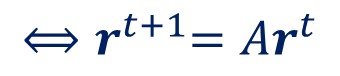 ⇔ r^{t+1} = Ar^t